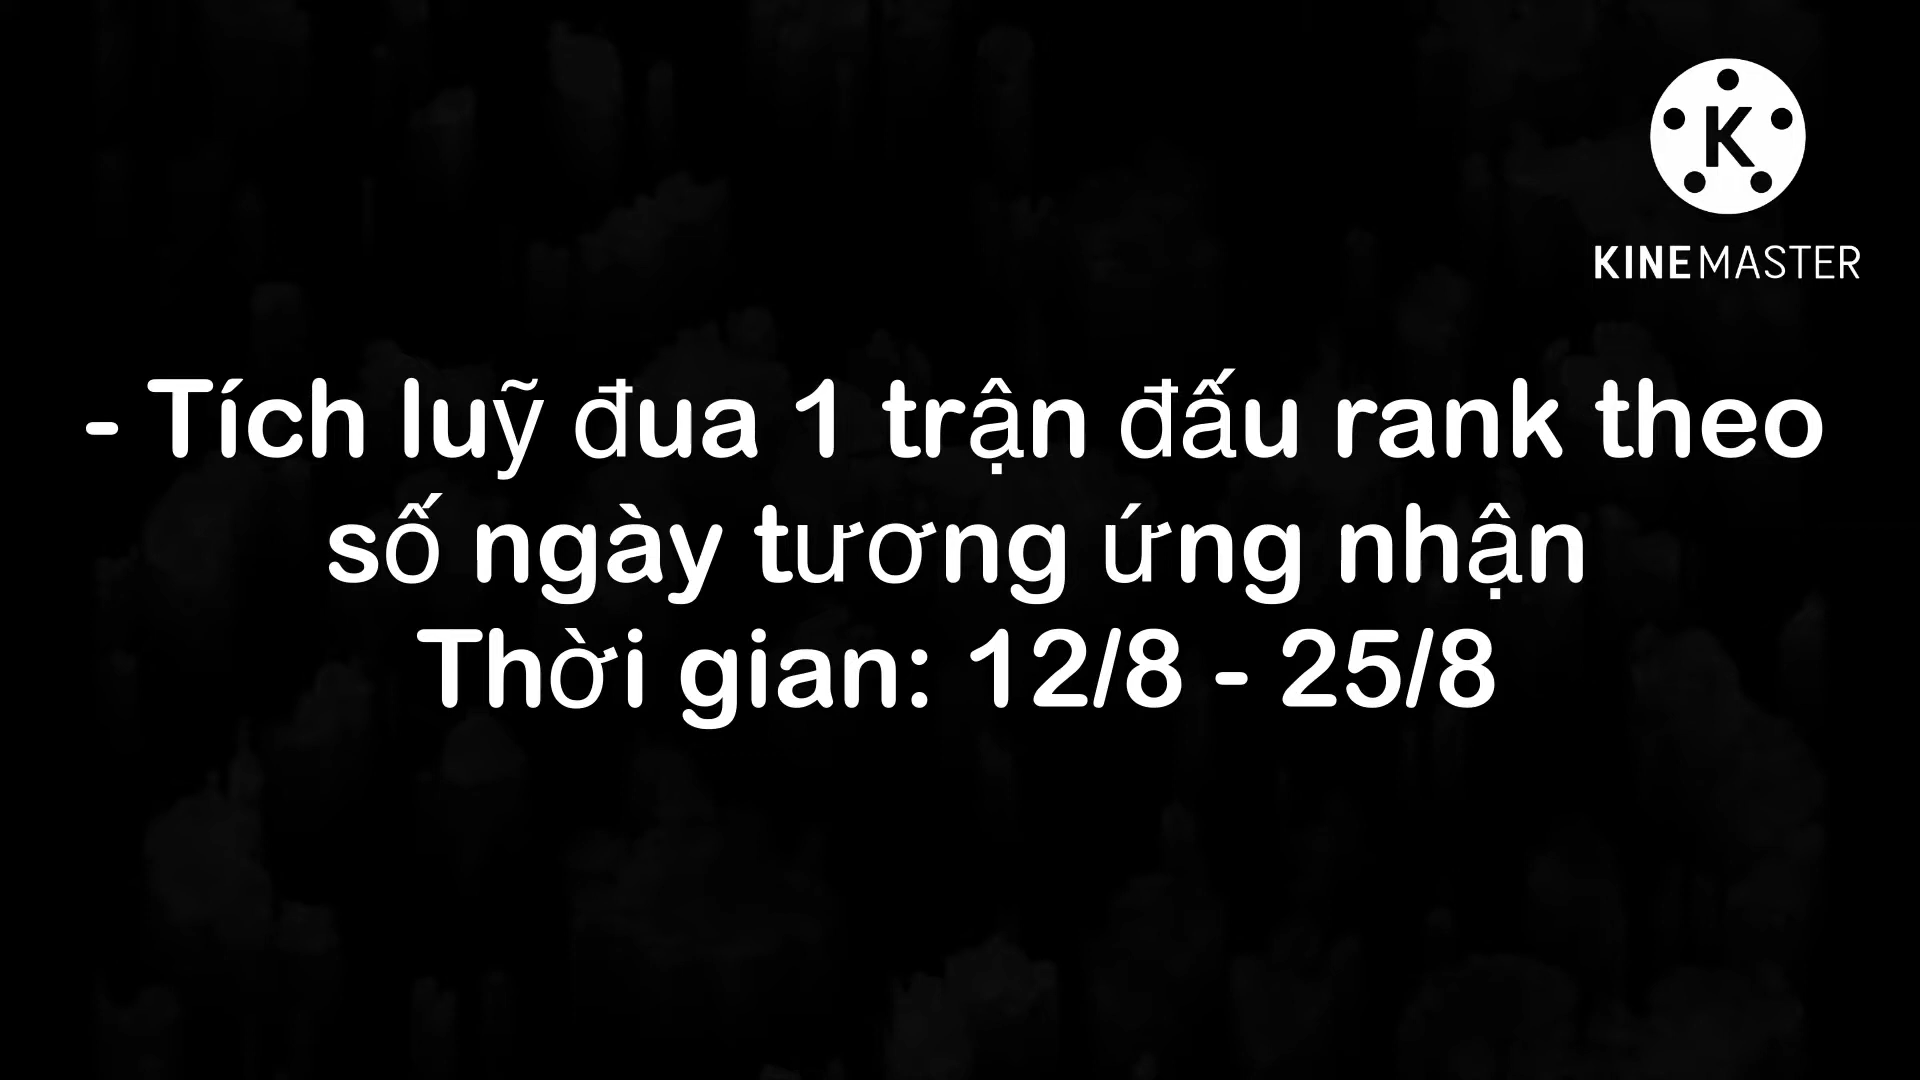 K
KINEMASTER
- Tích luỹ đua 1 trận đấu rank theo
số ngày tương ứng nhận
Thời gian: 12/8 - 25/8